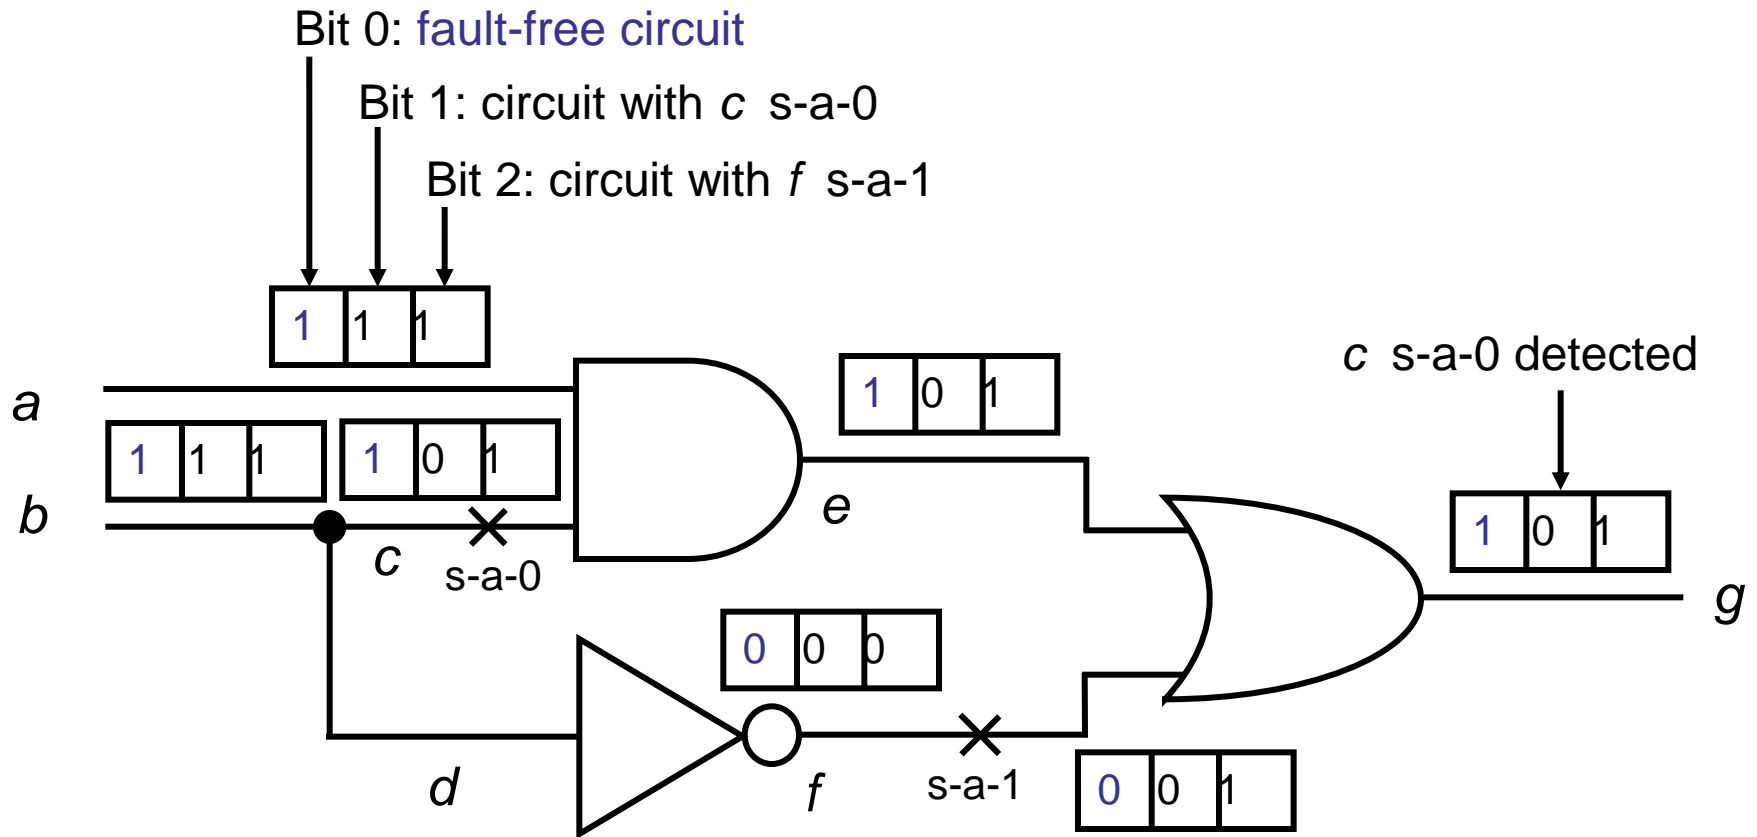 Bit 0: fault-free circuit
Bit 1: circuit with c s-a-0
Bit 2: circuit with f s-a-1
1 1 1
c s-a-0 detected
a
1 0 1
1 1 1
1 0 1
b
e
1 0 1
c
s-a-0
g
0 0 0
d
f
s-a-1
0 0 1